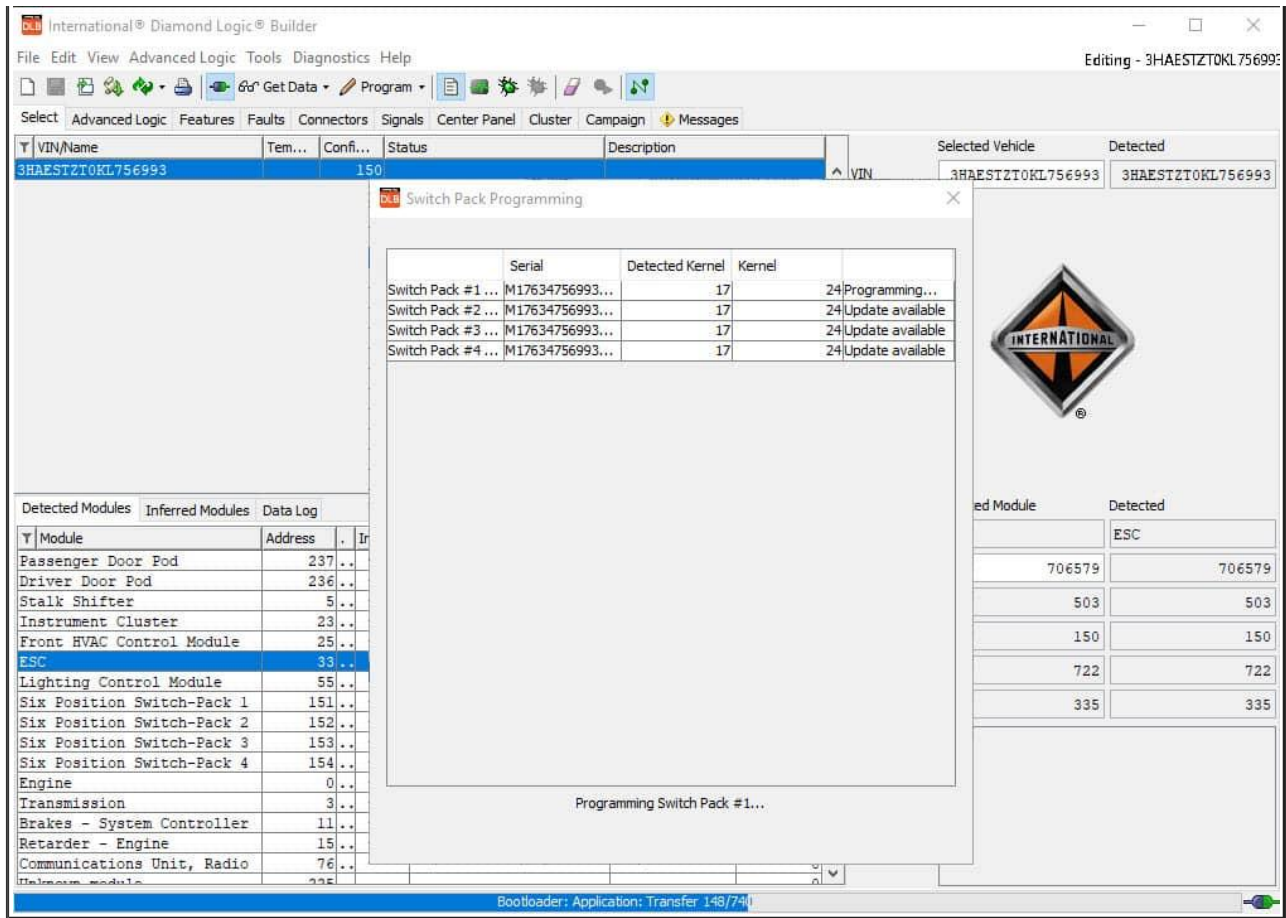 DLB International® Diamond Logic® Builder
File Edit View Advanced Logic Tools Diagnostics Help
Editing - 3HAESTZT0KL756993
Get Data Program
Select Advanced Logic Features Faults Connectors Signals Center Panel Cluster Campaign Messages
VIN/Name Tem... Confi... Status Description
3HAESTZT0KL756993 150
Selected Vehicle Detected
VIN 3HAESTZT0KL756993 3HAESTZT0KL756993
DLB Switch Pack Programming
Serial Detected Kernel Kernel
Switch Pack #1 ... M17634756993... 17 24 Programming...
Switch Pack #2 ... M17634756993... 17 24 Update available
Switch Pack #3 ... M17634756993... 17 24 Update available
Switch Pack #4 ... M17634756993... 17 24 Update available
Programming Switch Pack #1...
INTERNATIONAL
®
Detected Modules Inferred Modules Data Log
Module Address . Ir
Passenger Door Pod 237 ..
Driver Door Pod 236 ..
Stalk Shifter 5 ..
Instrument Cluster 23 ..
Front HVAC Control Module 25 ..
ESC 33 ..
Lighting Control Module 55 ..
Six Position Switch-Pack 1 151 ..
Six Position Switch-Pack 2 152 ..
Six Position Switch-Pack 3 153 ..
Six Position Switch-Pack 4 154 ..
Engine 0 ..
Transmission 3 ..
Brakes - System Controller 11 ..
Retarder - Engine 15 ..
Communications Unit, Radio 76 ..
ed Module Detected
ESC
706579 706579
503 503
150 150
722 722
335 335
Bootloader: Application: Transfer 148/740